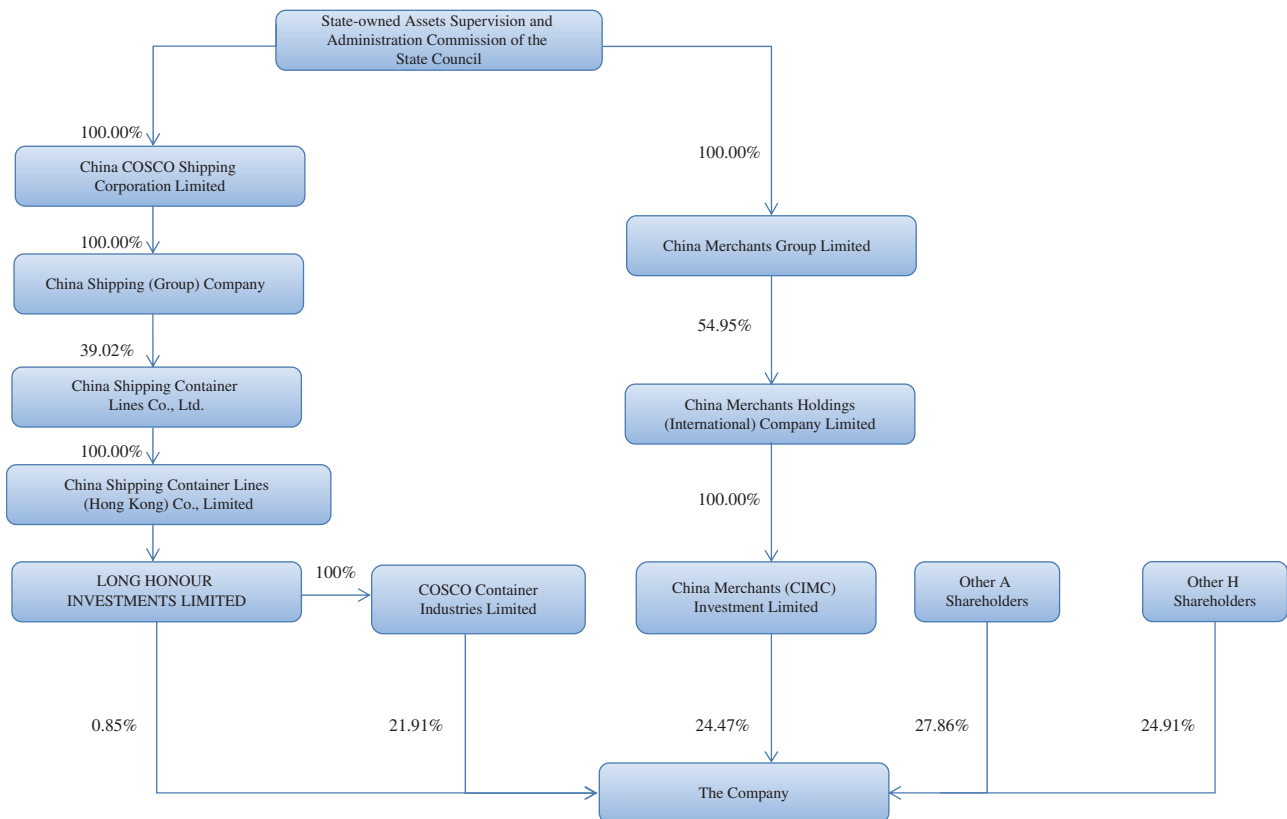 State-owned Assets Supervision and
Administration Commission of the
State Council
100.00%
China COSCO Shipping
Corporation Limited
100.00%
100.00%
China Shipping (Group) Company
China Merchants Group Limited
39.02%
54.95%
China Shipping Container
Lines Co., Ltd.
China Merchants Holdings
(International) Company Limited
100.00%
China Shipping Container Lines
(Hong Kong) Co., Limited
100.00%
LONG HONOUR
INVESTMENTS LIMITED
100%
COSCO Container
Industries Limited
China Merchants (CIMC)
Investment Limited
Other A
Shareholders
Other H
Shareholders
0.85%
21.91%
24.47%
27.86%
24.91%
The Company